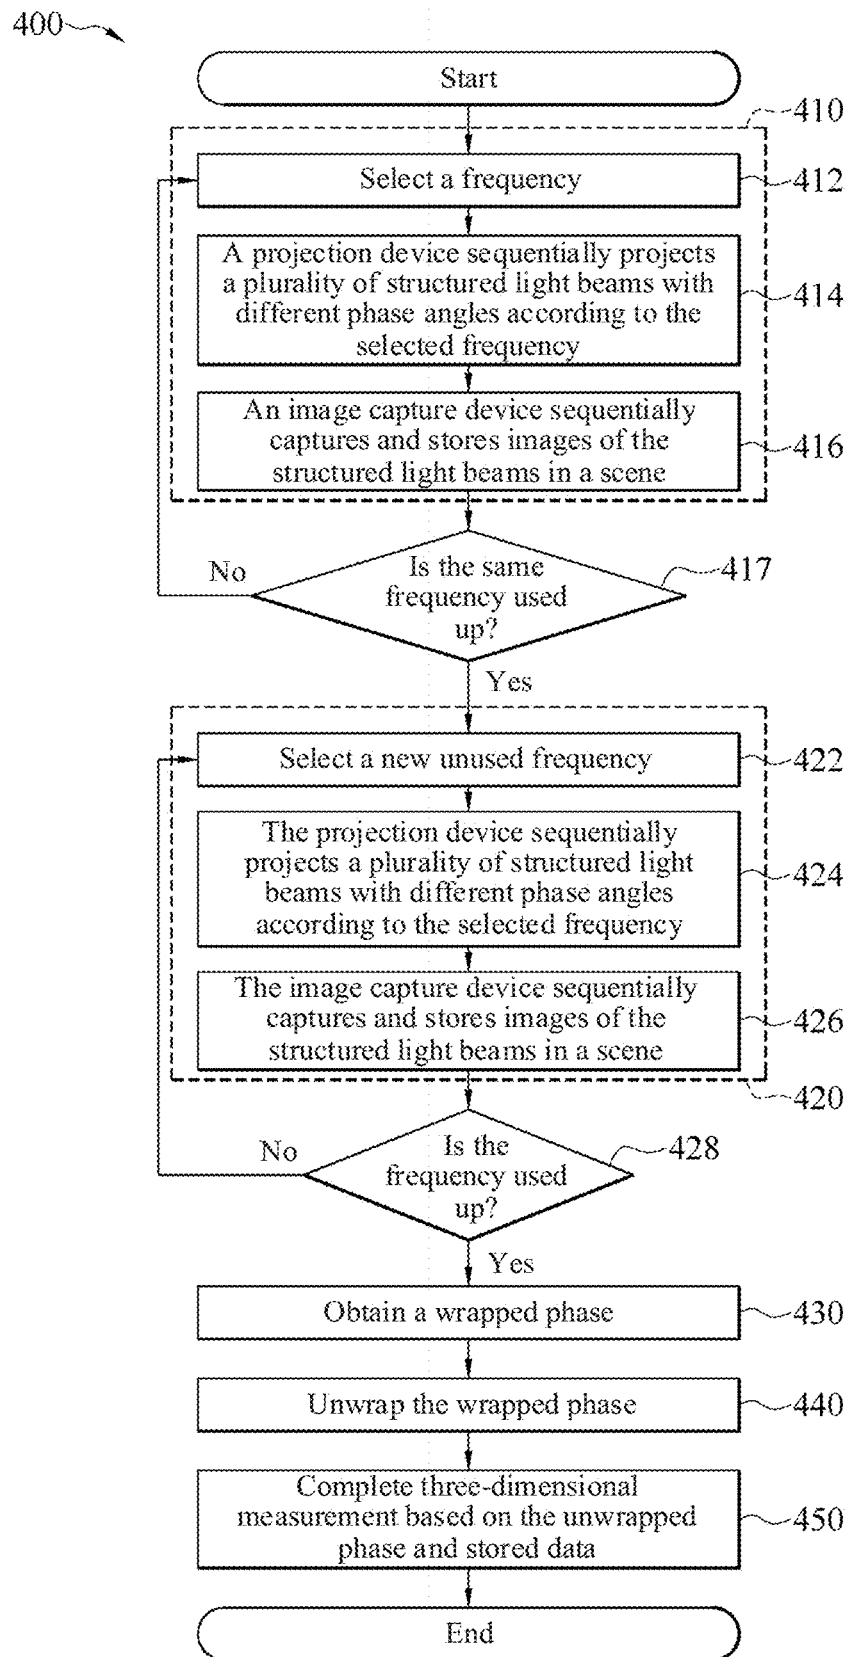 400
Start
410
Select a frequency
412
A projection device sequentially projects
a plurality of structured light beams with
different phase angles according to the
selected frequency
414
An image capture device sequentially
captures and stores images of the
structured light beams in a scene
416
Is the same
frequency used
up?
417
No
Yes
Select a new unused frequency
422
The projection device sequentially
projects a plurality of structured light
beams with different phase angles
according to the selected frequency
424
The image capture device sequentially
captures and stores images of the
structured light beams in a scene
426
420
Is the
frequency used
up?
428
No
Yes
Obtain a wrapped phase
430
Unwrap the wrapped phase
440
Complete three-dimensional
measurement based on the unwrapped
phase and stored data
450
End